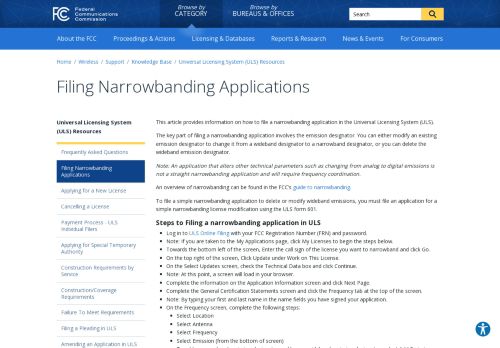 FCC Federal Communications Commission
Browse by CATEGORY
Browse by BUREAUS & OFFICES
Search
About the FCC
Proceedings & Actions
Licensing & Databases
Reports & Research
News & Events
For Consumers
Home / Wireless / Support / Knowledge Base / Universal Licensing System (ULS) Resources
Filing Narrowbanding Applications
Universal Licensing System
(ULS) Resources
Frequently Asked Questions
Filing Narrowbanding
Applications
Applying for a New License
Cancelling a License
Payment Process - ULS
Individual Filers
Applying for Special Temporary
Authority
Construction Requirements by
Service
Construction/Coverage
Requirements
Failure To Meet Requirements
Filing a Pleading in ULS
Amending an Application in ULS
This article provides information on how to file a narrowbanding application in the Universal Licensing System (ULS).
The key part of filing a narrowbanding application involves the emission designator. You can either modify an existing
emission designator to change it from a wideband designator to a narrowband designator, or you can delete the
wideband emission designator.
Note: An application that alters other technical parameters such as changing from analog to digital emissions is
not a straight narrowbanding application and will require frequency coordination.
An overview of narrowbanding can be found in the FCC's guide to narrowbanding.
To file a simple narrowbanding application to delete or modify wideband emissions, you must file an application for a
simple narrowbanding license modification using the ULS form 601.
Steps to Filing a narrowbanding application in ULS
Log in to ULS Online Filing with your FCC Registration Number (FRN) and password.
Note: If you are taken to the My Applications page, click My Licenses to begin the steps below.
Towards the bottom left of the screen, Enter the call sign of the license you want to narrowband and click Go.
On the top right of the screen, Click Update under Work on This License.
On the Select Updates screen, check the Technical Data box and click Continue.
Note: At this point, a screen will load in your browser.
Complete the information on the Application Information screen and click Next Page.
Complete the General Certification Statements screen and click the Frequency tab at the top of the screen.
Note: By typing your first and last name in the name fields you have signed your application.
On the Frequency screen, complete the following steps:
Select Location
Select Antenna
Select Frequency
Select Emission (from the bottom of screen)